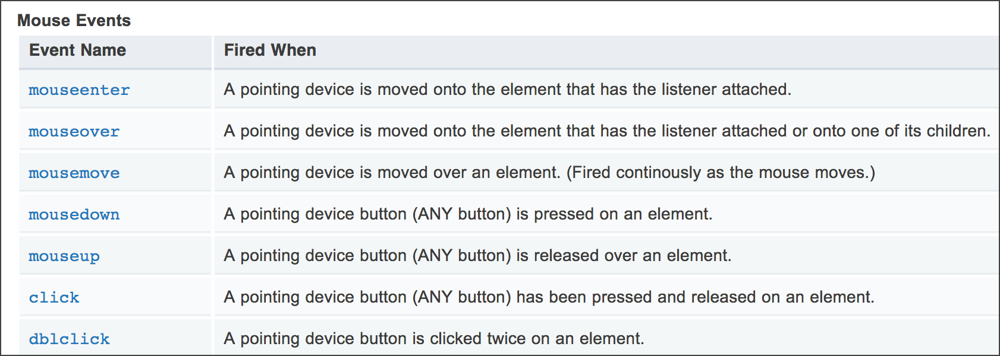 Mouse Events
Event Name Fired When
mouseenter A pointing device is moved onto the element that has the listener attached.
mouseover A pointing device is moved onto the element that has the listener attached or onto one of its children.
mousemove A pointing device is moved over an element. (Fired continously as the mouse moves.)
mousedown A pointing device button (ANY button) is pressed on an element.
mouseup A pointing device button (ANY button) is released over an element.
click A pointing device button (ANY button) has been pressed and released on an element.
dblclick A pointing device button is clicked twice on an element.